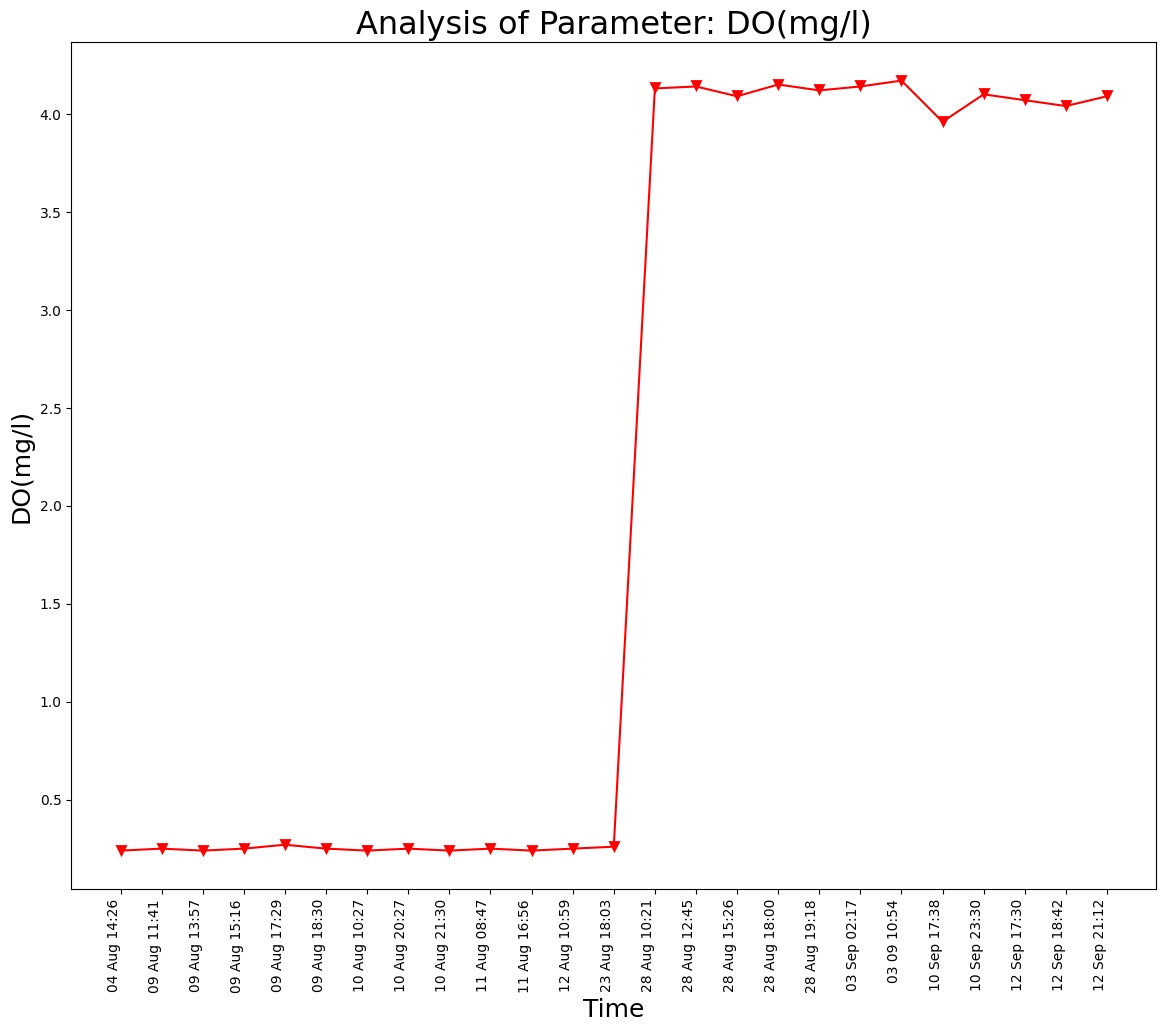 Analysis of Parameter: DO(mg/l)
DO(mg/l)
4.0
3.5
3.0
2.5
2.0
1.5
1.0
0.5
04 Aug 14:26
09 Aug 11:41
09 Aug 13:57
09 Aug 15:16
09 Aug 17:29
09 Aug 18:30
10 Aug 10:27
10 Aug 20:27
10 Aug 21:30
11 Aug 08:47
11 Aug 16:56
12 Aug 10:59
23 Aug 18:03
28 Aug 10:21
28 Aug 12:45
28 Aug 15:26
28 Aug 18:00
28 Aug 19:18
03 Sep 02:17
03 09 10:54
10 Sep 17:38
10 Sep 23:30
12 Sep 17:30
12 Sep 18:42
12 Sep 21:12
Time